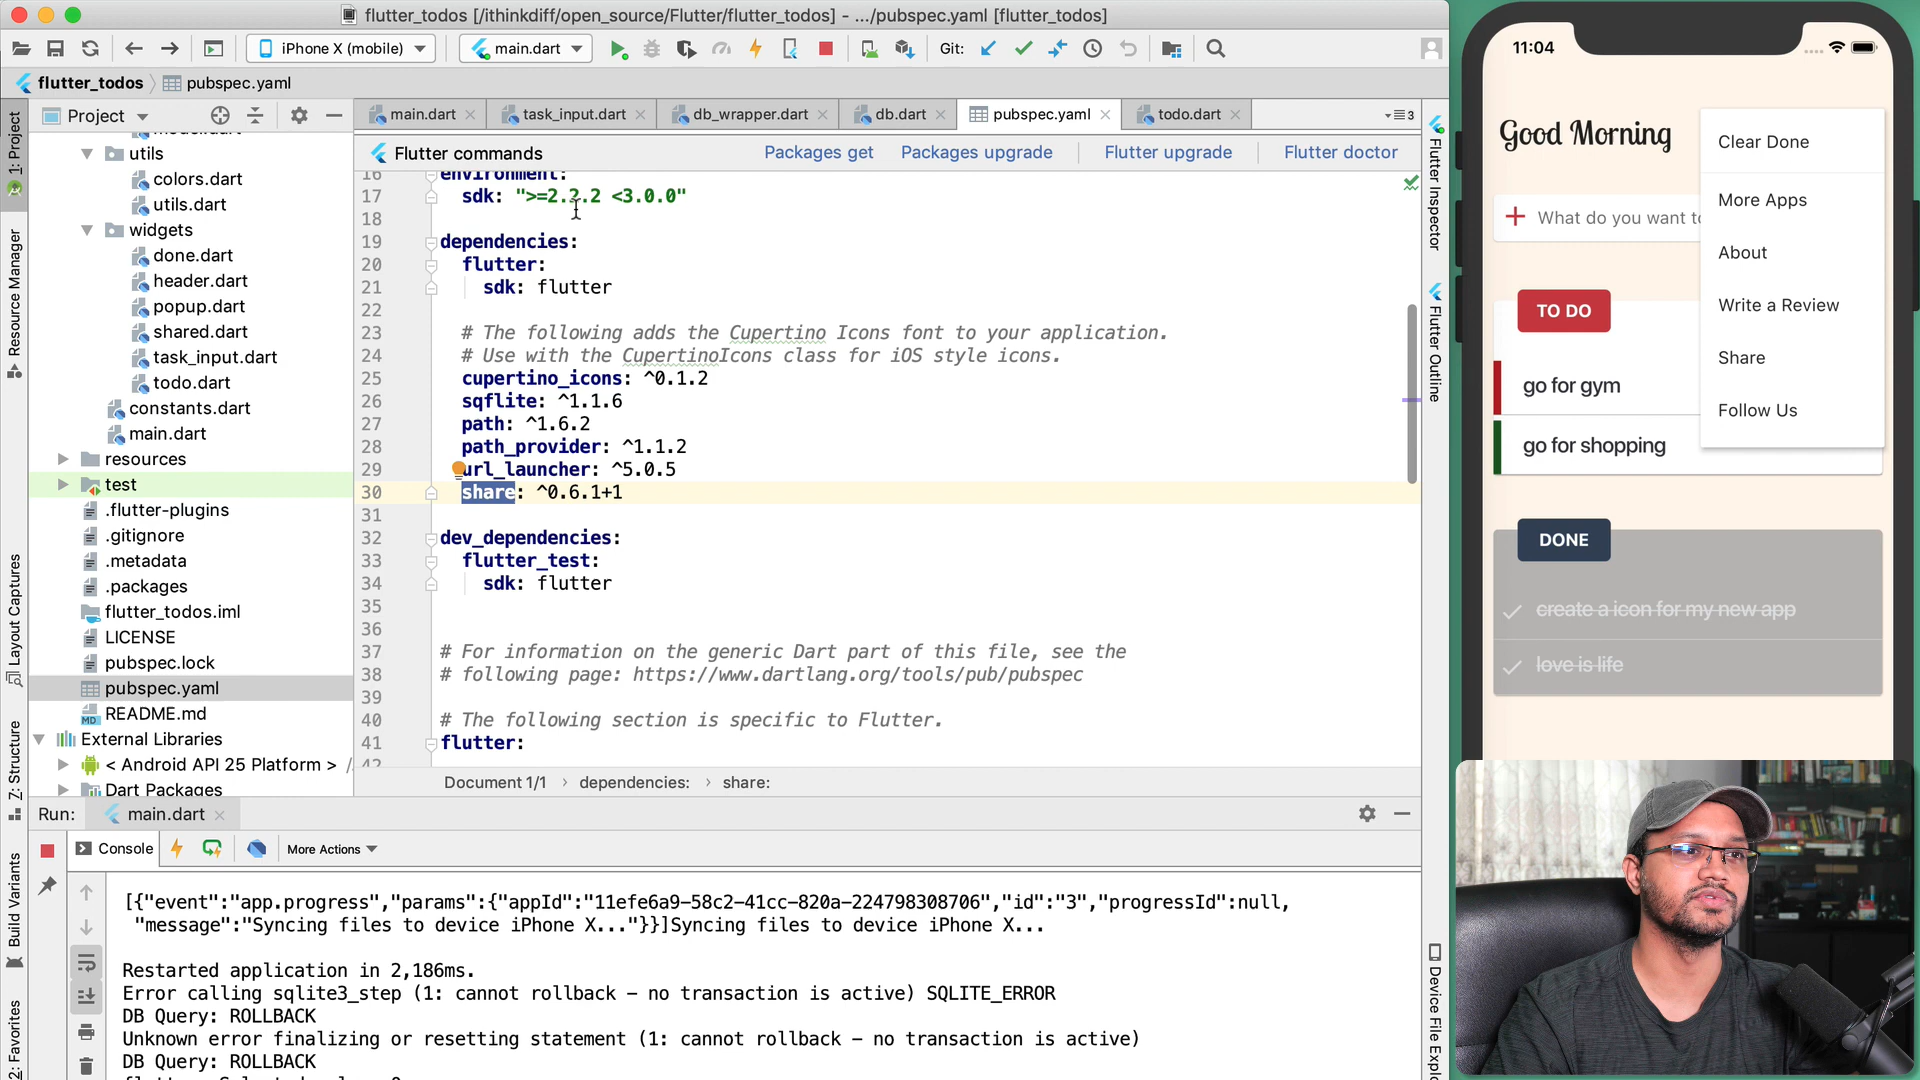 flutter_todos [/ithinkdiff/open_source/Flutter/flutter_todos] - .../pubspec.yaml [flutter_todos]
iPhone X (mobile)
main.dart
Git:
flutter_todos
pubspec.yaml
1: Project
Resource Manager
Layout Captures
Z: Structure
Build Variants
2: Favorites
Project
utils
colors.dart
utils.dart
widgets
done.dart
header.dart
popup.dart
shared.dart
task_input.dart
todo.dart
constants.dart
main.dart
resources
test
.flutter-plugins
.gitignore
.metadata
.packages
flutter_todos.iml
LICENSE
pubspec.lock
pubspec.yaml
README.md
External Libraries
< Android API 25 Platform > /
Dart Packages
main.dart
task_input.dart
db_wrapper.dart
db.dart
pubspec.yaml
todo.dart
3
Flutter commands
Packages get
Packages upgrade
Flutter upgrade
Flutter doctor
16 environment:
17 sdk: ">=2.2.2 <3.0.0"
18
19 dependencies:
20 flutter:
21 sdk: flutter
22
23 # The following adds the Cupertino Icons font to your application.
24 # Use with the CupertinoIcons class for iOS style icons.
25 cupertino_icons: ^0.1.2
26 sqflite: ^1.1.6
27 path: ^1.6.2
28 path_provider: ^1.1.2
29 url_launcher: ^5.0.5
30 share: ^0.6.1+1
31
32 dev_dependencies:
33 flutter_test:
34 sdk: flutter
35
36
37 # For information on the generic Dart part of this file, see the
38 # following page: https://www.dartlang.org/tools/pub/pubspec
39
40 # The following section is specific to Flutter.
41 flutter:
42
Document 1/1 › dependencies: › share:
Flutter Inspector
Flutter Outline
Run:
main.dart
Console
More Actions
[{"event":"app.progress","params":{"appId":"11efe6a9-58c2-41cc-820a-224798308706","id":"3","progressId":null,
"message":"Syncing files to device iPhone X..."}}]Syncing files to device iPhone X...
Restarted application in 2,186ms.
Error calling sqlite3_step (1: cannot rollback – no transaction is active) SQLITE_ERROR
DB Query: ROLLBACK
Unknown error finalizing or resetting statement (1: cannot rollback – no transaction is active)
DB Query: ROLLBACK
11:04
Good Morning
What do you want to
Clear Done
More Apps
About
Write a Review
Share
Follow Us
TO DO
go for gym
go for shopping
DONE
create a icon for my new app
love is life